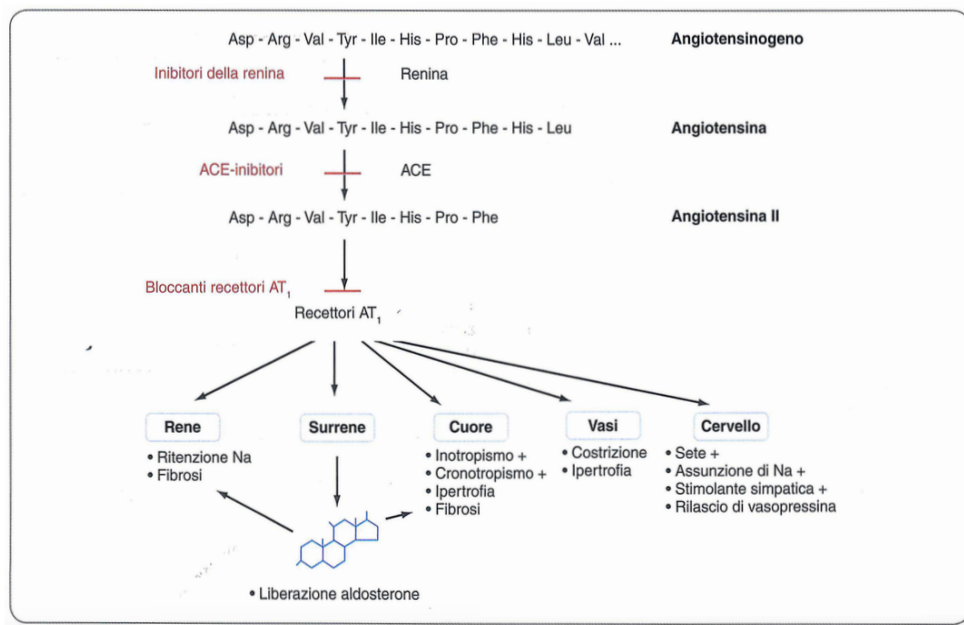 Asp - Arg - Val - Tyr - Ile - His - Pro - Phe - His - Leu - Val ... Angiotensinogeno
Inibitori della renina Renina
Asp - Arg - Val - Tyr - Ile - His - Pro - Phe - His - Leu Angiotensina
ACE-inibitori ACE
Asp - Arg - Val - Tyr - Ile - His - Pro - Phe Angiotensina II
Bloccanti recettori AT1
Recettori AT1
Rene Surrene Cuore Vasi Cervello
• Ritenzione Na
• Fibrosi
• Inotropismo +
• Cronotropismo +
• Ipertrofia
• Fibrosi
• Costrizione
• Ipertrofia
• Sete +
• Assunzione di Na +
• Stimolante simpatica +
• Rilascio di vasopressina
• Liberazione aldosterone